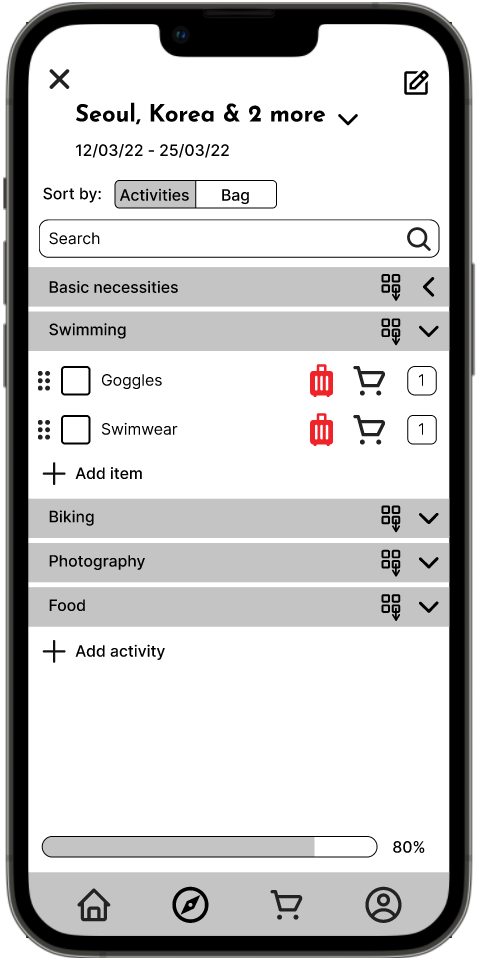 Seoul, Korea & 2 more
12/03/22 - 25/03/22
Sort by: Activities Bag
Search
Basic necessities
Swimming
Goggles 1
Swimwear 1
Add item
Biking
Photography
Food
Add activity
80%